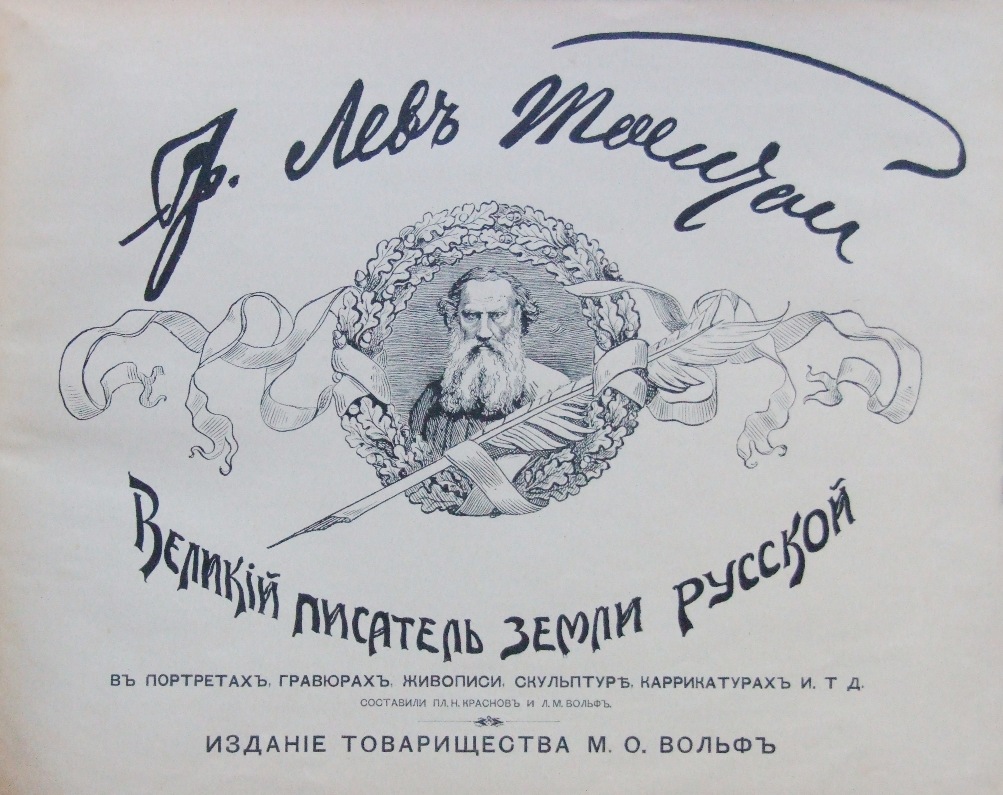 Гр. Левъ Толстой
Великій писатель земли русской
ВЪ ПОРТРЕТАХЪ, ГРАВЮРАХЪ, ЖИВОПИСИ, СКУЛЬПТУРѢ, КАРРИКАТУРАХЪ И. Т Д.
СОСТАВИЛИ ПЛ. Н. КРАСНОВЪ И Л. М. ВОЛЬФЪ.
ИЗДАНІЕ ТОВАРИЩЕСТВА М. О. ВОЛЬФЪ